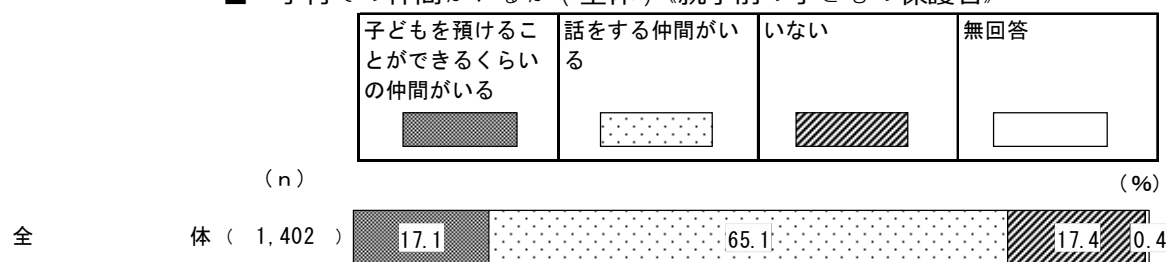 ■ 子育ての仲間がいるか（全体）《就学前の子どもの保護者》
子どもを預けるこ
とができるくらい
の仲間がいる
話をする仲間がい
る
いない
無回答
（ｎ）
（%）
全 体（ 1,402 ） 17.1 65.1 17.4 0.4